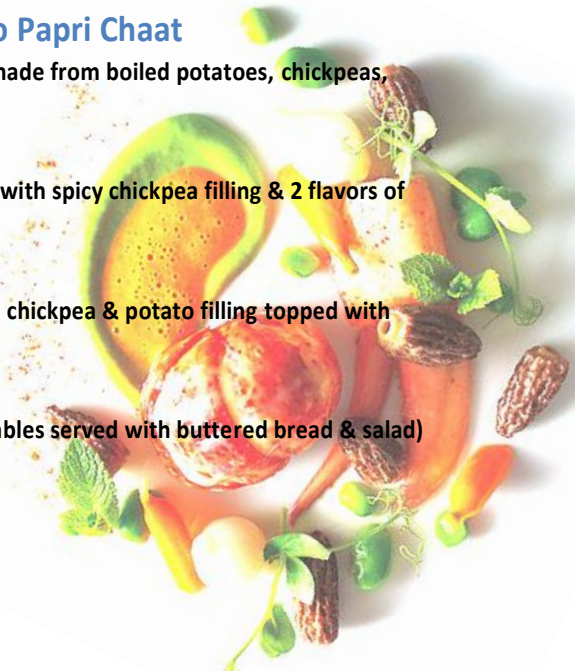 o Papri Chaat
made from boiled potatoes, chickpeas,
with spicy chickpea filling & 2 flavors of
chickpea & potato filling topped with
ables served with buttered bread & salad)